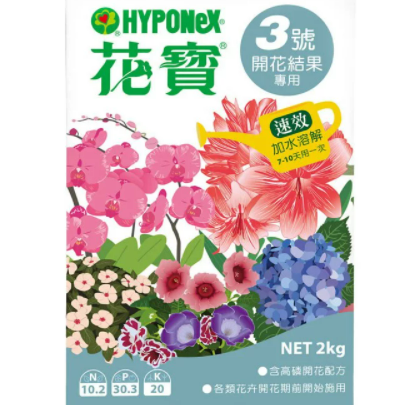 HYPONeX®
花寶®
3號
開花結果
專用
速效
加水溶解
7-10天用一次
NET 2kg
•含高磷開花配方
•各類花卉開花期前開始施用
N 10.2
P 30.3
K 20